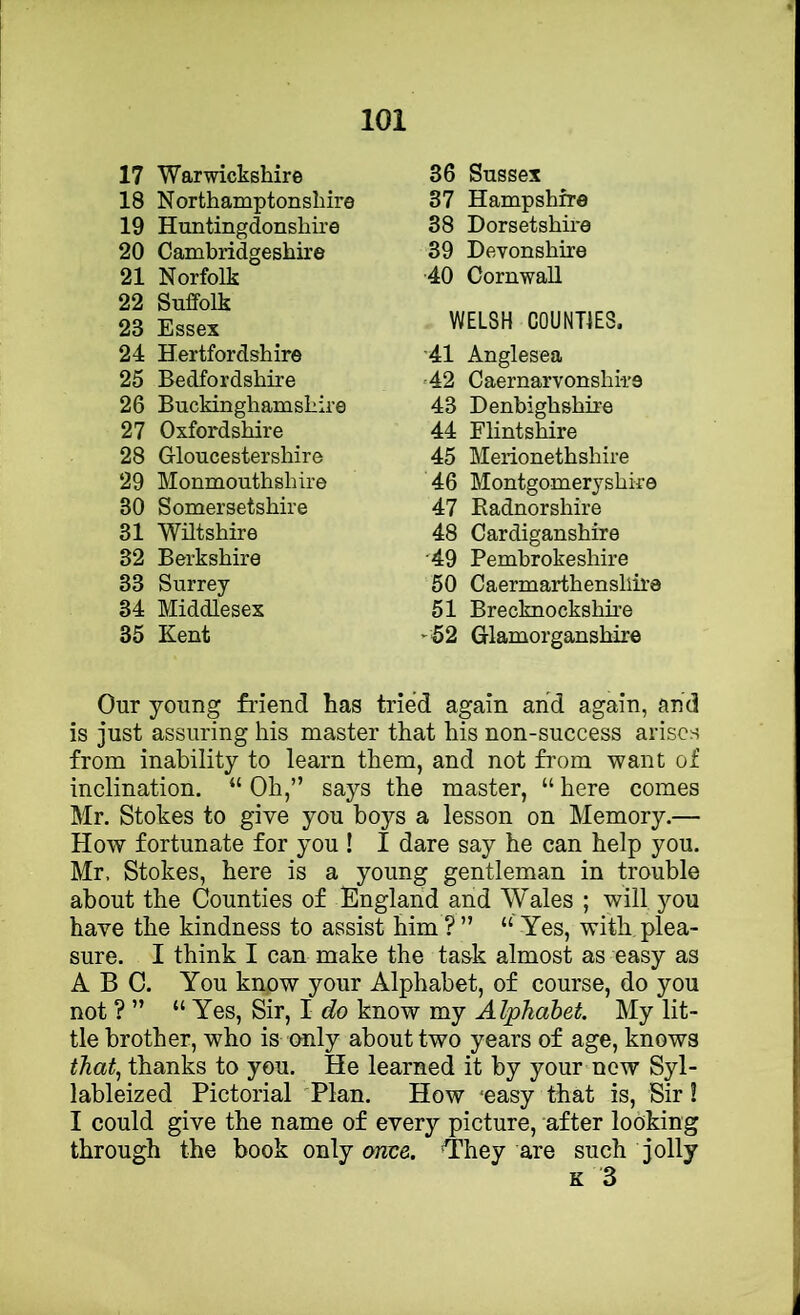 101
17 Warwickshire
18 Northamptonshire
19 Huntingdonshire
20 Cambridgeshire
21 Norfolk
22 Suffolk
23 Essex
24 Hertfordshire
25 Bedfordshire
26 Buckinghamshire
27 Oxfordshire
28 Gloucestershire
29 Monmouthshire
30 Somersetshire
31 Wiltshire
32 Berkshire
33 Surrey
34 Middlesex
35 Kent
36 Sussex
37 Hampshire
38 Dorsetshire
39 Devonshire
40 Cornwall
WELSH COUNTIES.
41 Anglesea
42 Caernarvonshire
43 Denbighshire
44 Flintshire
45 Merionethshire
46 Montgomeryshire
47 Radnorshire
48 Cardiganshire
49 Pembrokeshire
50 Caermarthenshire
51 Brecknockshire
52 Glamorganshire
Our young friend has tried again and again, and
is just assuring his master that his non-success arises
from inability to learn them, and not from want of
inclination. “ Oh,” says the master, “ here comes
Mr. Stokes to give you boys a lesson on Memory.—
How fortunate for you ! I dare say he can help you.
Mr. Stokes, here is a young gentleman in trouble
about the Counties of England and Wales ; will you
have the kindness to assist him ? ” “ Yes, with plea-
sure. I think I can make the task almost as easy as
A B C. You know your Alphabet, of course, do you
not ? ” “ Yes, Sir, I do know my Alphabet. My lit-
tle brother, who is only about two years of age, knows
that, thanks to you. He learned it by your new Syl-
lableized Pictorial Plan. How easy that is, Sir !
I could give the name of every picture, after looking
through the book only once. They are such jolly
K 3